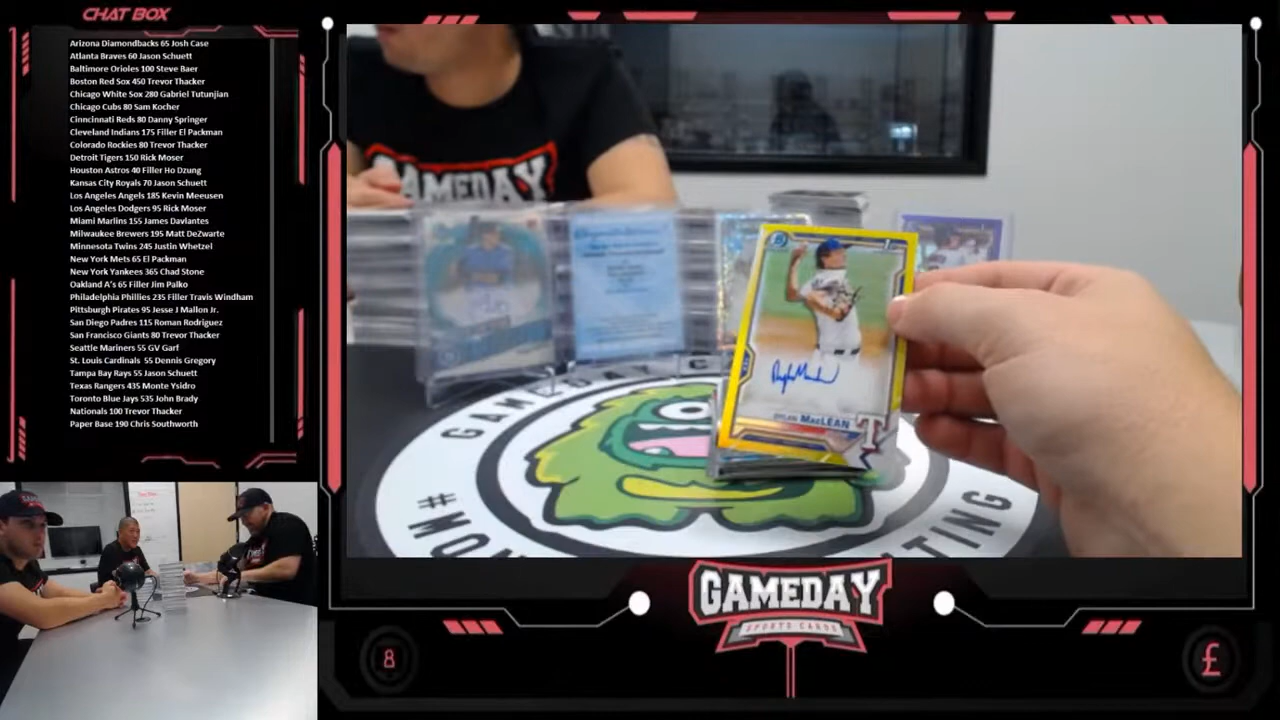 CHAT BOX
Arizona Diamondbacks 65 Josh Case
Atlanta Braves 60 Jason Schuett
Baltimore Orioles 100 Steve Baer
Boston Red Sox 450 Trevor Thacker
Chicago White Sox 280 Gabriel Tutunjian
Chicago Cubs 80 Sam Kocher
Cinncinnati Reds 80 Danny Springer
Cleveland Indians 175 Filler El Packman
Colorado Rockies 80 Trevor Thacker
Detroit Tigers 150 Rick Moser
Houston Astros 40 Filler Ho Dzung
Kansas City Royals 70 Jason Schuett
Los Angeles Angels 185 Kevin Meeusen
Los Angeles Dodgers 95 Rick Moser
Miami Marlins 155 James Davlantes
Milwaukee Brewers 195 Matt DeZwarte
Minnesota Twins 245 Justin Whetzel
New York Mets 65 El Packman
New York Yankees 365 Chad Stone
Oakland A's 65 Filler Jim Palko
Philadelphia Phillies 235 Filler Travis Windham
Pittsburgh Pirates 95 Jesse J Mallon Jr.
San Diego Padres 115 Roman Rodriguez
San Francisco Giants 80 Trevor Thacker
Seattle Mariners 55 GV Garf
St. Louis Cardinals 55 Dennis Gregory
Tampa Bay Rays 55 Jason Schuett
Texas Rangers 435 Monte Ysidro
Toronto Blue Jays 535 John Brady
Nationals 100 Trevor Thacker
Paper Base 190 Chris Southworth
GAMEDAY
1st
DYLAN MACLEAN
T
GAMEDAY C
#MON
TING
GAMEDAY
SPORTS CARDS
8
£